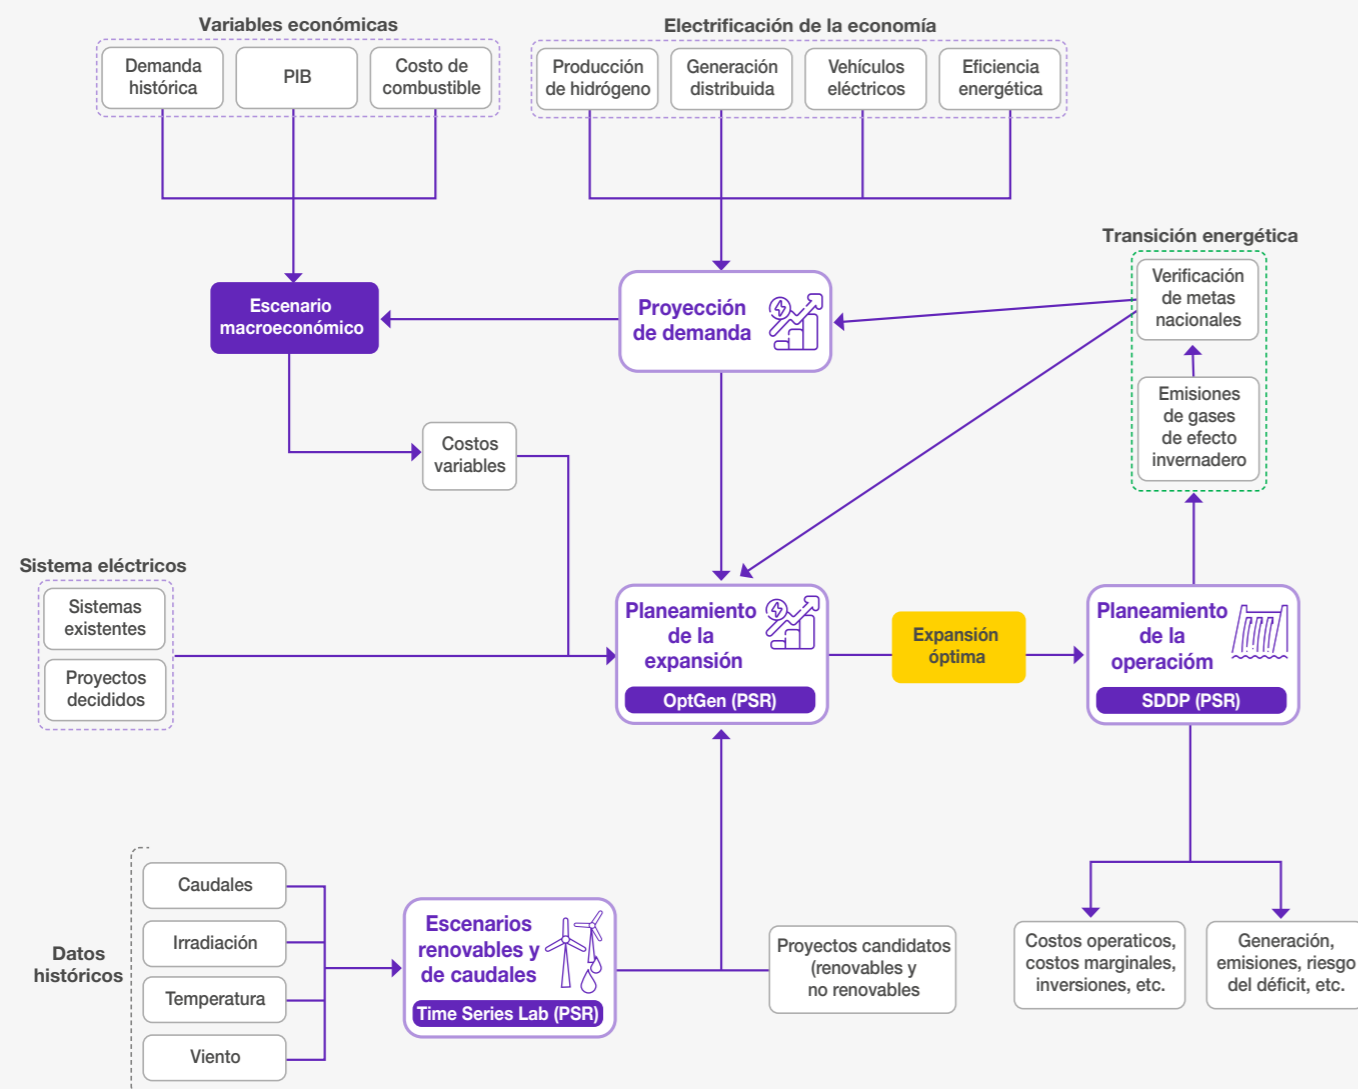 Variables económicas
Demanda
histórica
PIB
Costo de
combustible
Electrificación de la economía
Producción
de hidrógeno
Generación
distribuida
Vehículos
eléctricos
Eficiencia
energética
Transición energética
Verificación
de metas
nacionales
Emisiones
de gases
de efecto
invernadero
Escenario
macroeconómico
Proyección
de demanda
Costos
variables
Sistema eléctricos
Sistemas
existentes
Proyectos
decididos
Planeamiento
de la
expansión
OptGen (PSR)
Expansión
óptima
Planeamiento
de la
operacióm
SDDP (PSR)
Datos
históricos
Caudales
Irradiación
Temperatura
Viento
Escenarios
renovables y
de caudales
Time Series Lab (PSR)
Proyectos candidatos
(renovables y
no renovables
Costos operaticos,
costos marginales,
inversiones, etc.
Generación,
emisiones, riesgo
del déficit, etc.